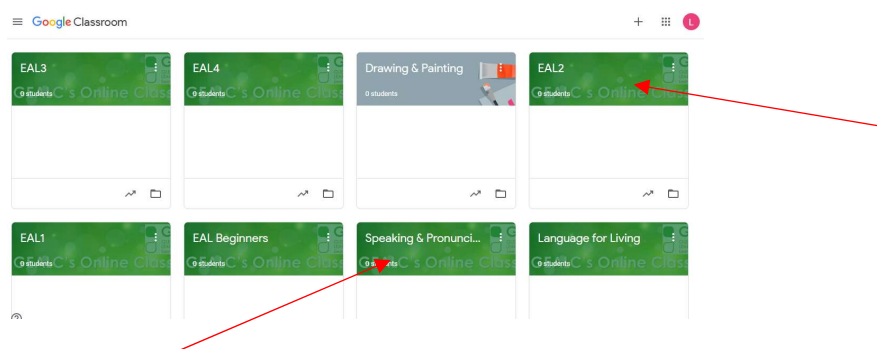 Google Classroom
L
EAL3
0 students
EAL4
0 students
Drawing & Painting
0 students
EAL2
0 students
EAL1
0 students
EAL Beginners
0 students
Speaking & Pronunci...
Language for Living
0 students